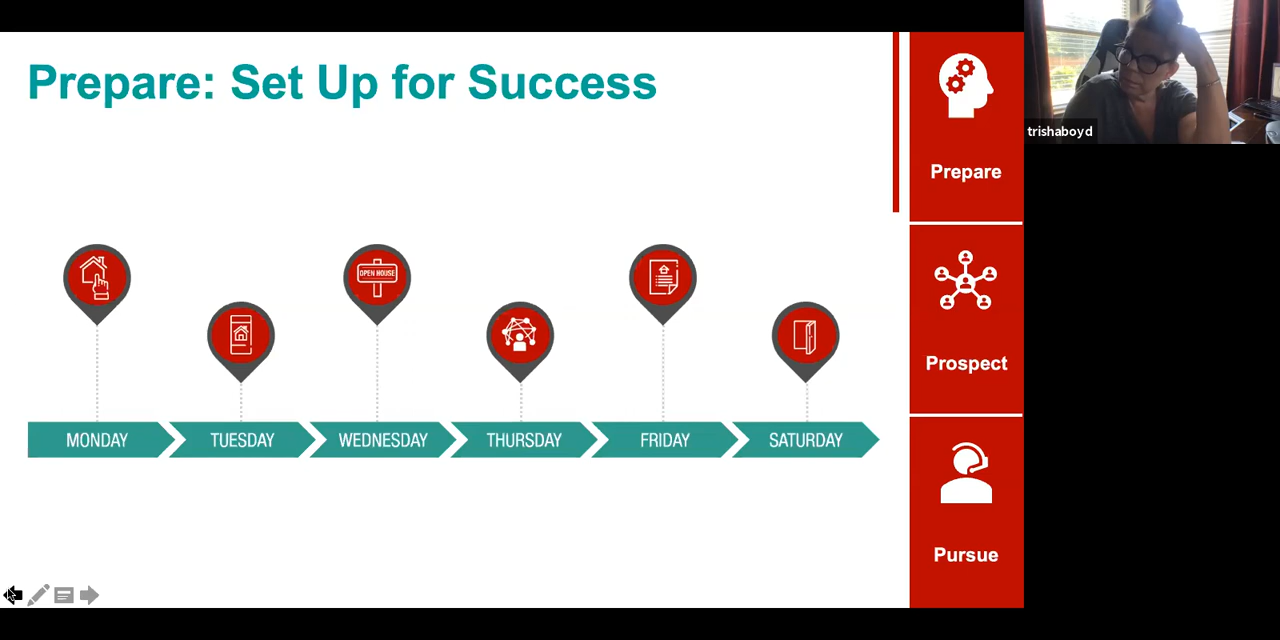 Prepare: Set Up for Success
OPEN HOUSE
MONDAY
TUESDAY
WEDNESDAY
THURSDAY
FRIDAY
SATURDAY
Prepare
Prospect
Pursue
trishaboyd